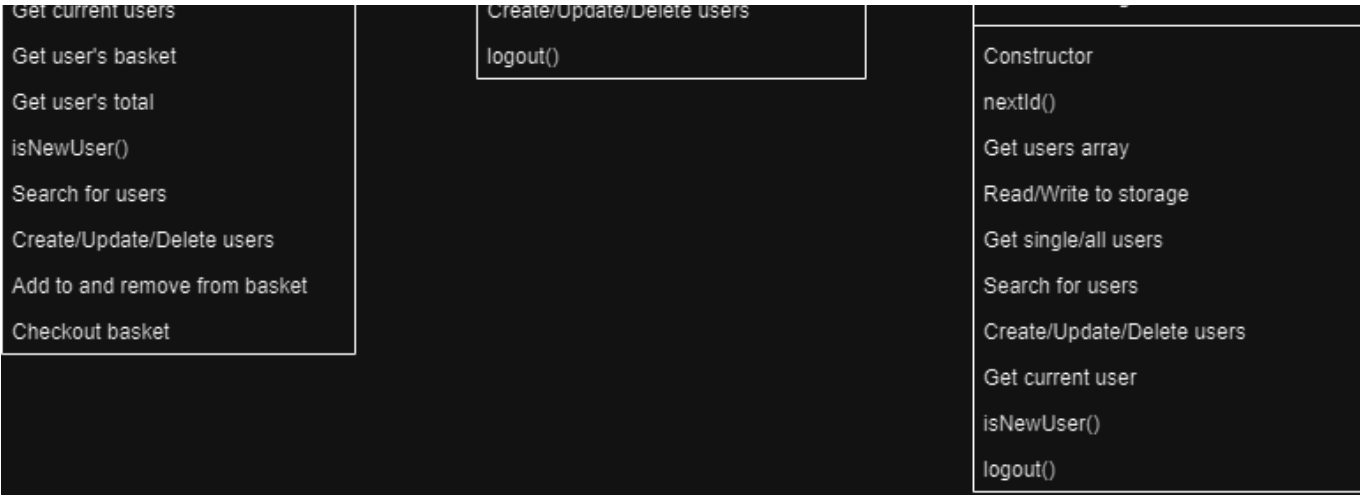 Get current users
Get user's basket
Get user's total
isNewUser()
Search for users
Create/Update/Delete users
Add to and remove from basket
Checkout basket
Create/Update/Delete users
logout()
Constructor
nextId()
Get users array
Read/Write to storage
Get single/all users
Search for users
Create/Update/Delete users
Get current user
isNewUser()
logout()